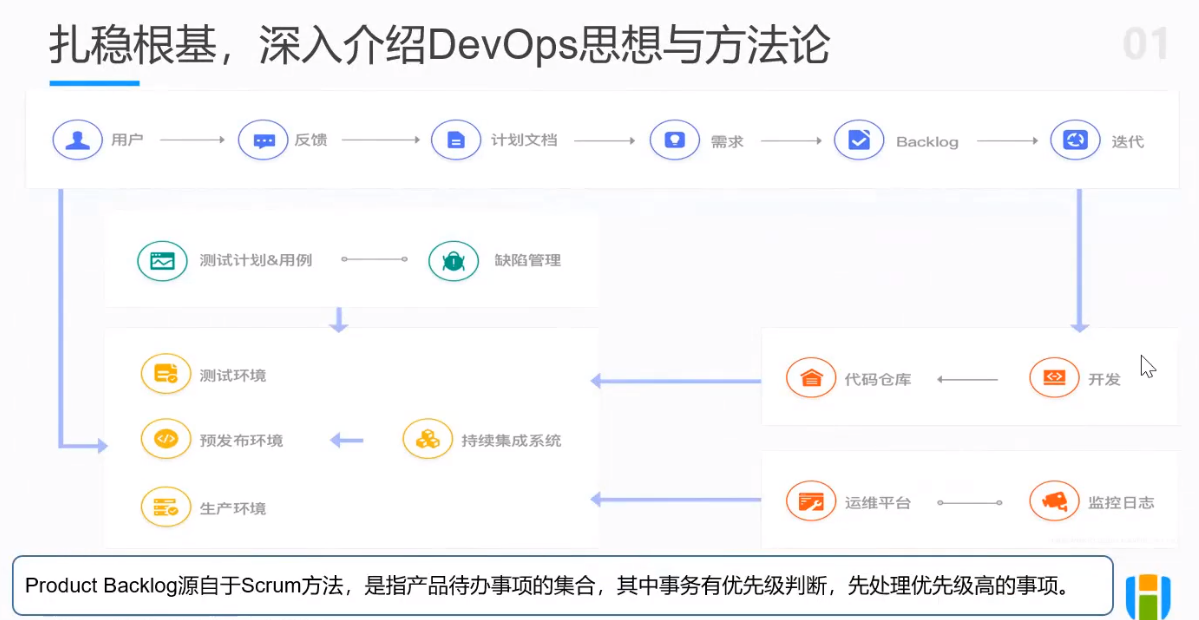 扎稳根基，深入介绍DevOps思想与方法论
01
用户
反馈
计划文档
需求
Backlog
迭代
测试计划&用例
缺陷管理
测试环境
代码仓库
开发
预发布环境
持续集成系统
生产环境
运维平台
监控日志
Product Backlog源自于Scrum方法，是指产品待办事项的集合，其中事务有优先级判断，先处理优先级高的事项。